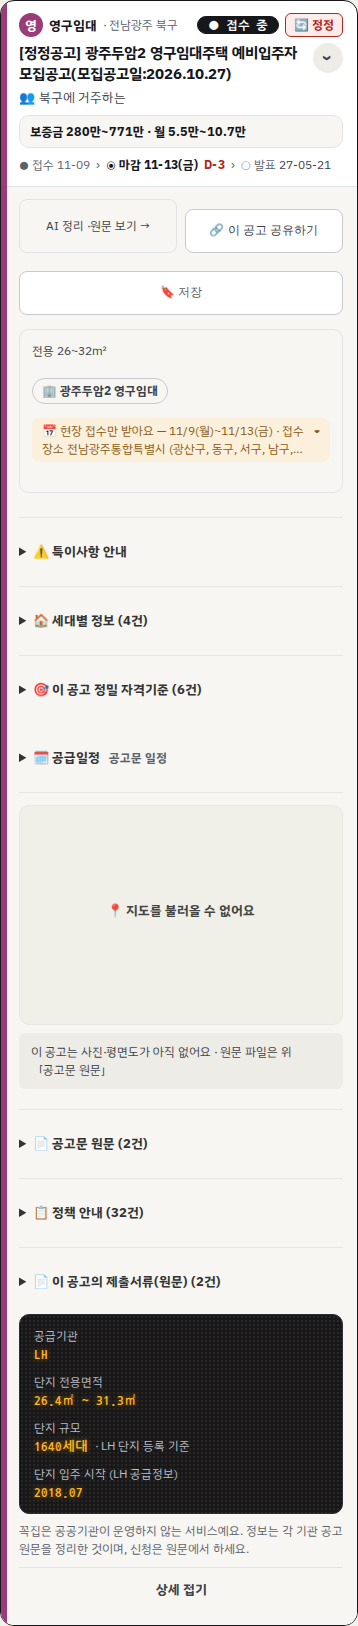 영 영구임대 · 전남광주 북구 ● 접수 중 🔄 정정
[정정공고] 광주두암2 영구임대주택 예비입주자
모집공고(모집공고일:2026.10.27)
👥 북구에 거주하는
보증금 280만~771만 · 월 5.5만~10.7만
● 접수 11-09 › ◉ 마감 11-13(금) D-3 › ○ 발표 27-05-21
AI 정리 ·원문 보기 →
🔗 이 공고 공유하기
🔖 저장
전용 26~32m²
🏢 광주두암2 영구임대
📅 현장 접수만 받아요 — 11/9(월)~11/13(금) · 접수
장소 전남광주통합특별시 (광산구, 동구, 서구, 남구,...
▶ ⚠️ 특이사항 안내
▶ 🏠 세대별 정보 (4건)
▶ 🎯 이 공고 정밀 자격기준 (6건)
▶ 🗓️ 공급일정 공고문 일정
📍 지도를 불러올 수 없어요
이 공고는 사진·평면도가 아직 없어요 · 원문 파일은 위
「공고문 원문」
▶ 📄 공고문 원문 (2건)
▶ 📋 정책 안내 (32건)
▶ 📄 이 공고의 제출서류(원문) (2건)
공급기관
LH
단지 전용면적
26.4㎡ ~ 31.3㎡
단지 규모
1640세대 · LH 단지 등록 기준
단지 입주 시작 (LH 공급정보)
2018.07
꼭집은 공공기관이 운영하지 않는 서비스예요. 정보는 각 기관 공고
원문을 정리한 것이며, 신청은 원문에서 하세요.
상세 접기